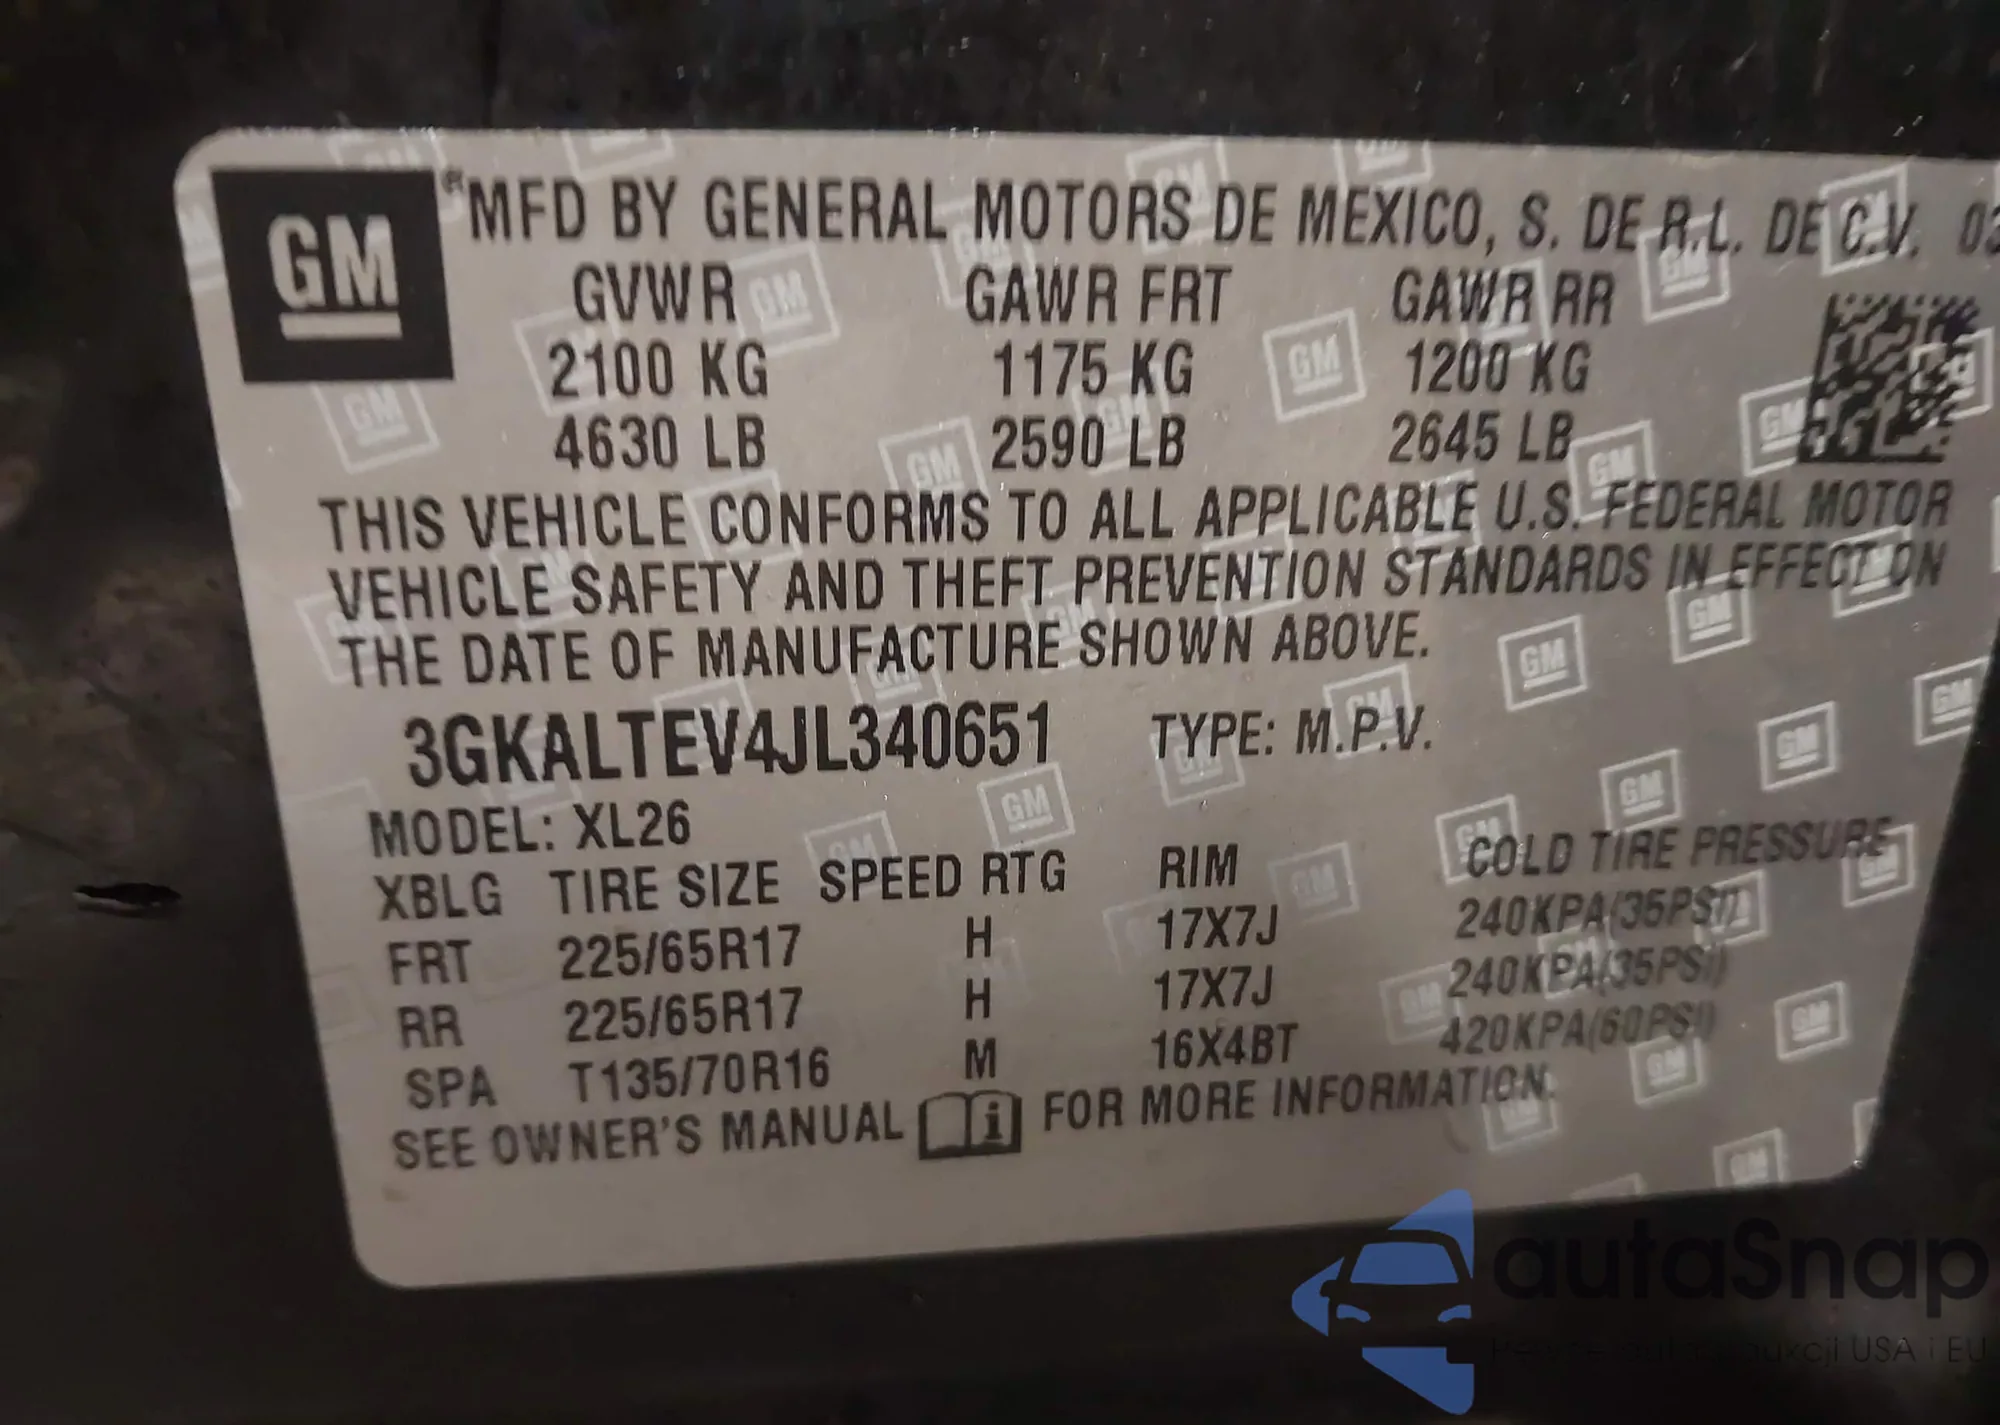 GM
®MFD BY GENERAL MOTORS DE MEXICO, S. DE R.L. DE C.V. 03
GVWR GAWR FRT GAWR RR
2100 KG 1175 KG 1200 KG
4630 LB 2590 LB 2645 LB
THIS VEHICLE CONFORMS TO ALL APPLICABLE U.S. FEDERAL MOTOR
VEHICLE SAFETY AND THEFT PREVENTION STANDARDS IN EFFECT ON
THE DATE OF MANUFACTURE SHOWN ABOVE.
3GKALTEV4JL340651 TYPE: M.P.V.
MODEL: XL26
XBLG TIRE SIZE SPEED RTG RIM COLD TIRE PRESSURE
FRT 225/65R17 H 17X7J 240KPA(35PSI)
RR 225/65R17 H 17X7J 240KPA(35PSI)
SPA T135/70R16 M 16X4BT 420KPA(60PSI)
SEE OWNER'S MANUAL i FOR MORE INFORMATION.
autaSnap
USA i EU